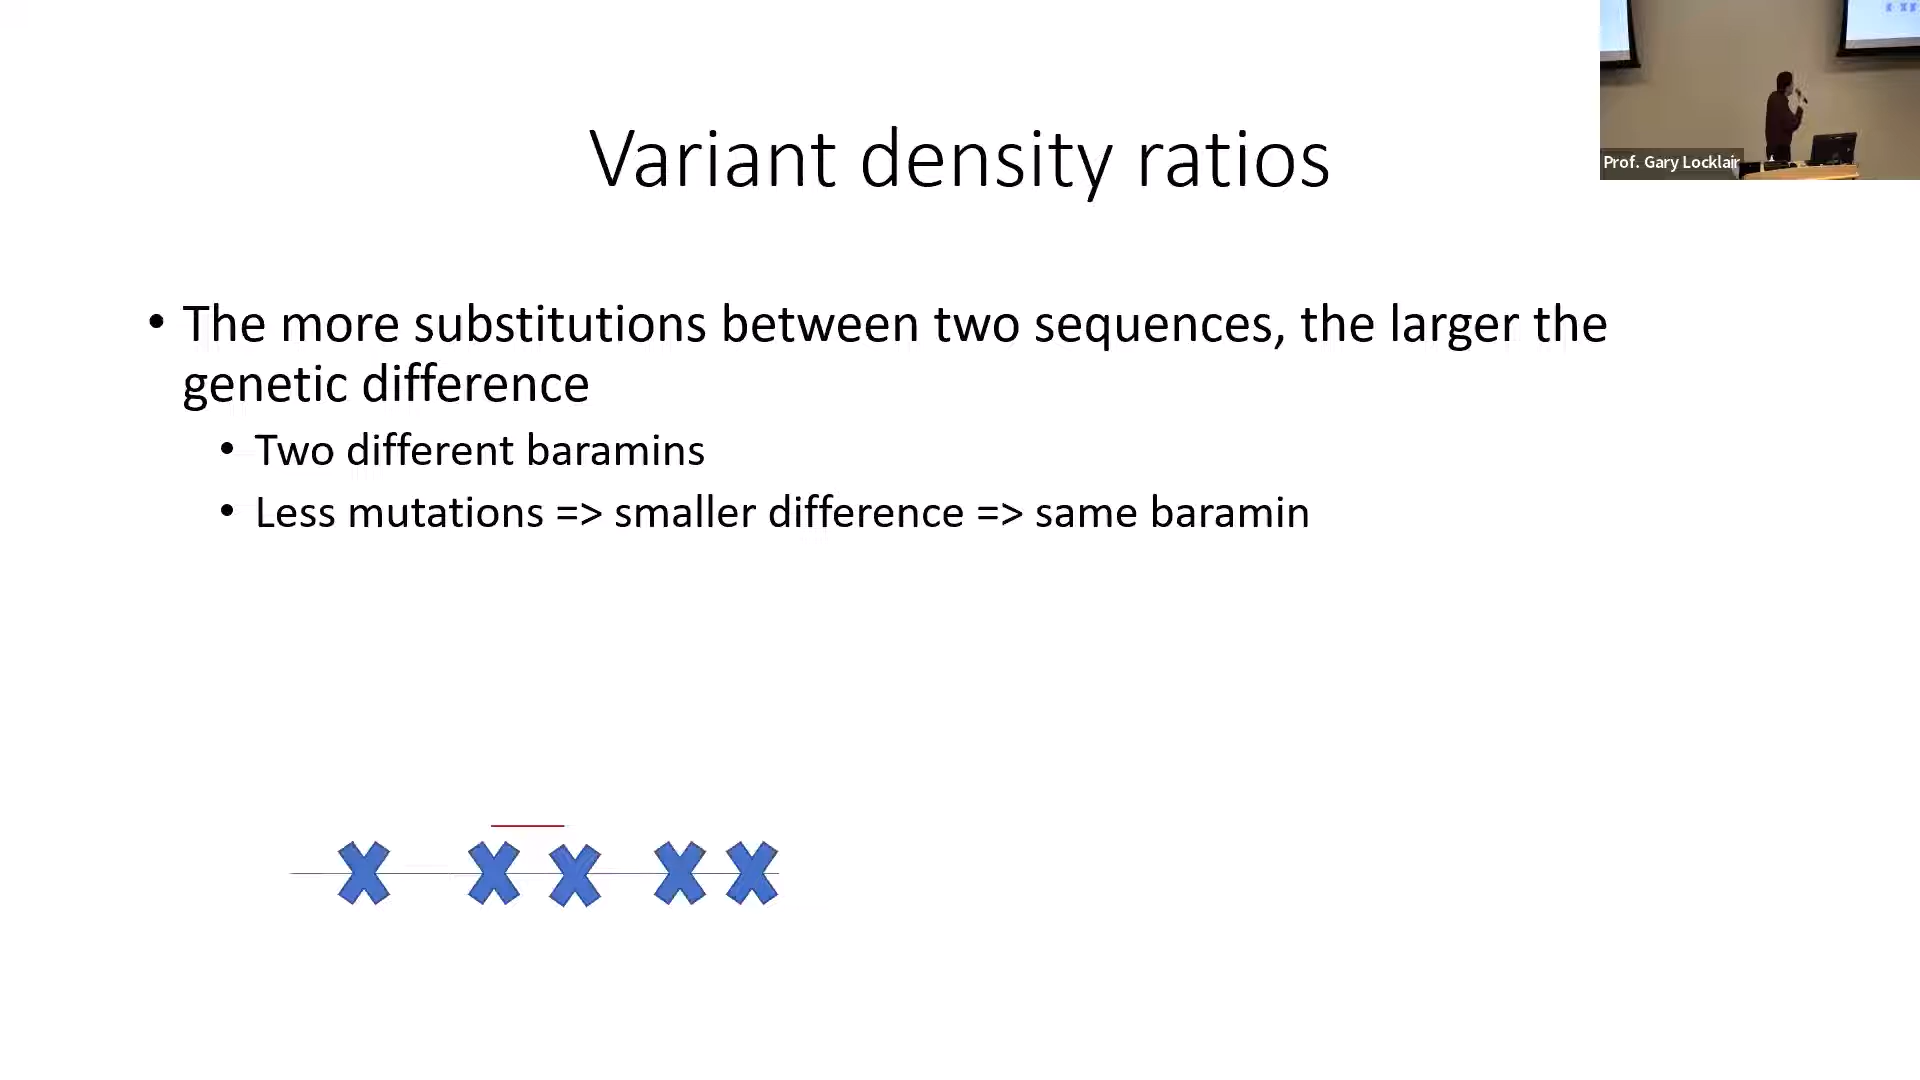 Variant density ratios
Prof. Gary Locklair
• The more substitutions between two sequences, the larger the
genetic difference
• Two different baramins
• Less mutations => smaller difference => same baramin